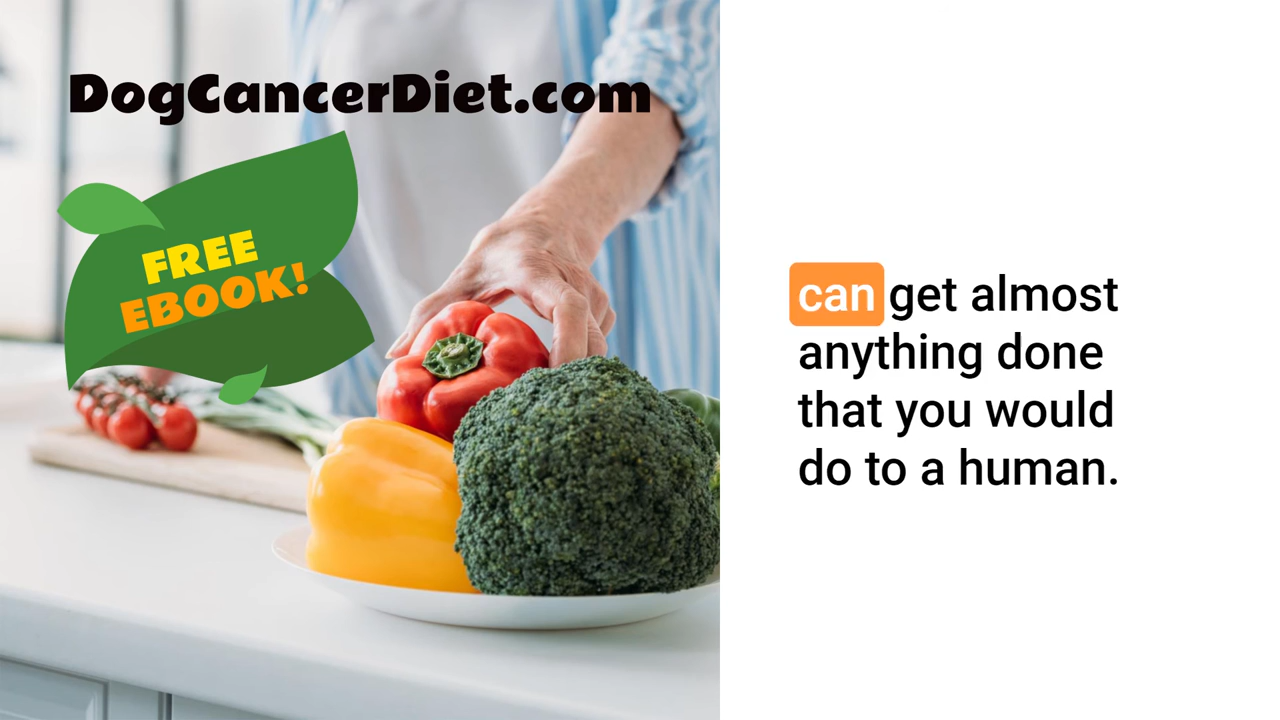 DogCancerDiet.com
FREE
EBOOK!
can get almost
anything done
that you would
do to a human.